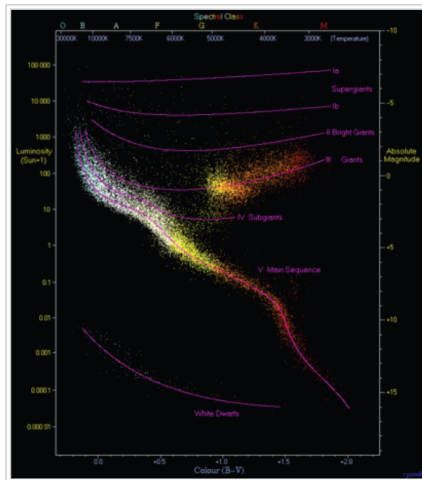 Spectral Class
O B A F G K M
30000K 10000K 7500K 6000K 5000K 4000K 3000K (Temperature)
-10
Ia
100 000
Supergiants
10 000
Ib
-5
1000
II Bright Giants
Luminosity
(Sun=1)
Absolute
Magnitude
III Giants
100
0
10
IV Subgiants
1
+5
V Main Sequence
0.1
0.01
+10
0.001
0.0001
+15
White Dwarfs
0.000 01
0.0 +0.5 +1.0 +1.5 +2.0
Colour (B-V)